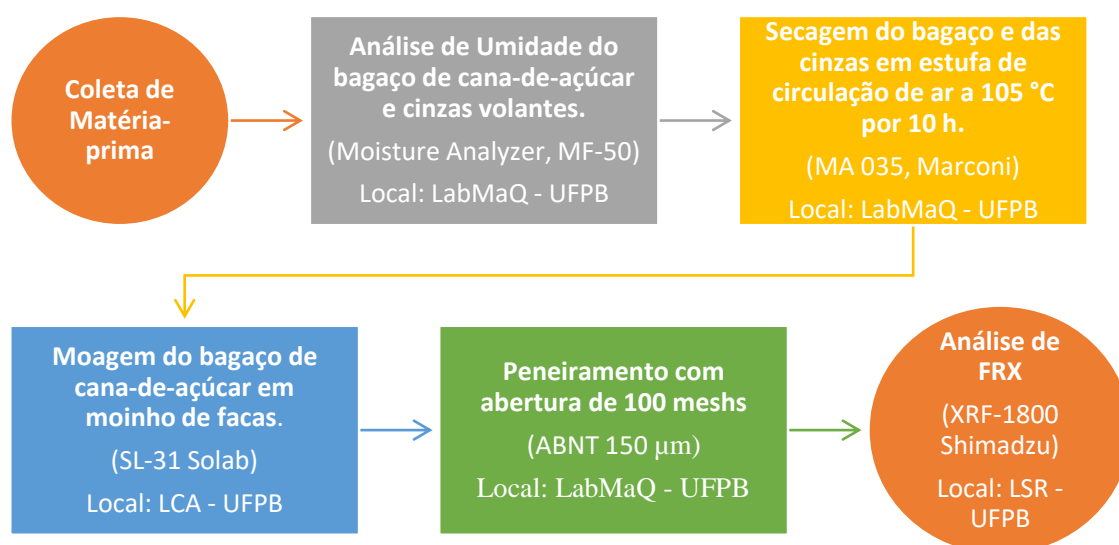 Coleta de
Matéria-
prima
Análise de Umidade do
bagaço de cana-de-açúcar
e cinzas volantes.
(Moisture Analyzer, MF-50)
Local: LabMaQ - UFPB
Secagem do bagaço e das
cinzas em estufa de
circulação de ar a 105 °C
por 10 h.
(MA 035, Marconi)
Local: LabMaQ - UFPB
Moagem do bagaço de
cana-de-açúcar em
moinho de facas.
(SL-31 Solab)
Local: LCA - UFPB
Peneiramento com
abertura de 100 meshs
(ABNT 150 µm)
Local: LabMaQ - UFPB
Análise de
FRX
(XRF-1800
Shimadzu)
Local: LSR -
UFPB